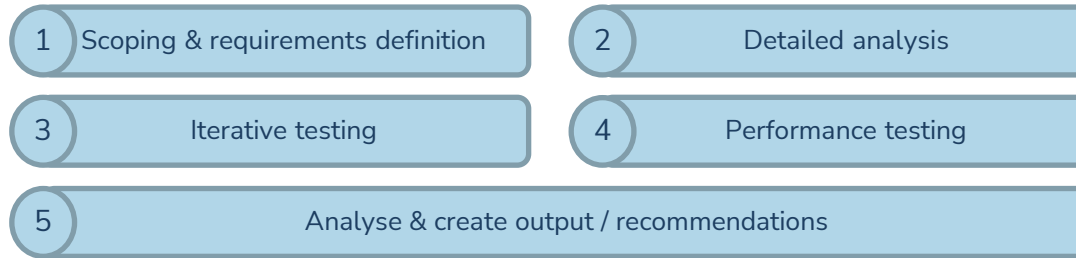 1 Scoping & requirements definition
2 Detailed analysis
3 Iterative testing
4 Performance testing
5 Analyse & create output / recommendations